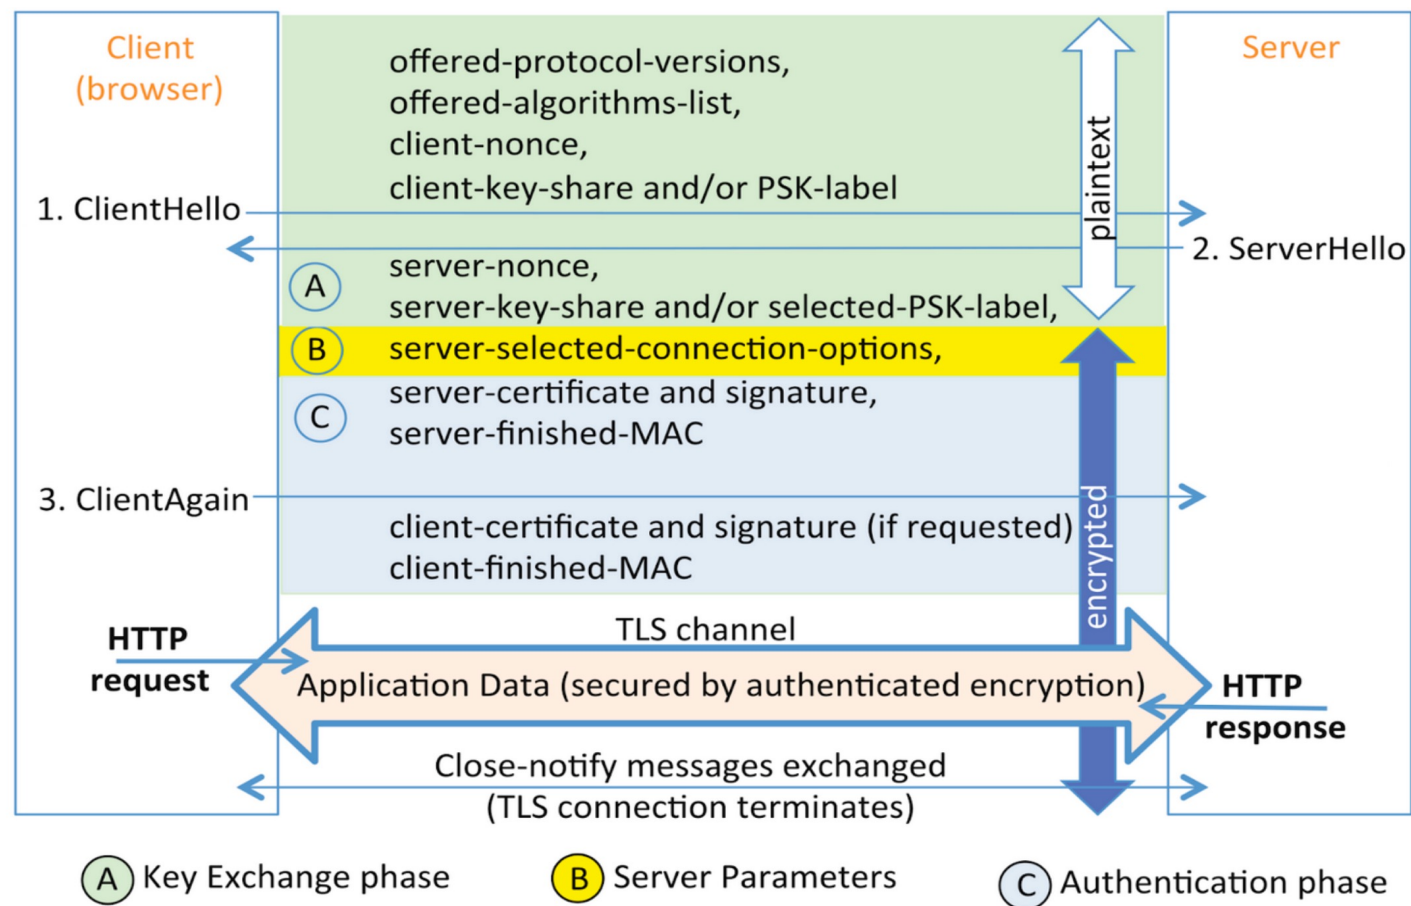 Client
(browser)
Server
offered-protocol-versions,
offered-algorithms-list,
client-nonce,
client-key-share and/or PSK-label
1. ClientHello
plaintext
2. ServerHello
A
server-nonce,
server-key-share and/or selected-PSK-label,
B
server-selected-connection-options,
C
server-certificate and signature,
server-finished-MAC
3. ClientAgain
encrypted
client-certificate and signature (if requested)
client-finished-MAC
TLS channel
HTTP
request
Application Data (secured by authenticated encryption)
HTTP
response
Close-notify messages exchanged
(TLS connection terminates)
A Key Exchange phase
B Server Parameters
C Authentication phase